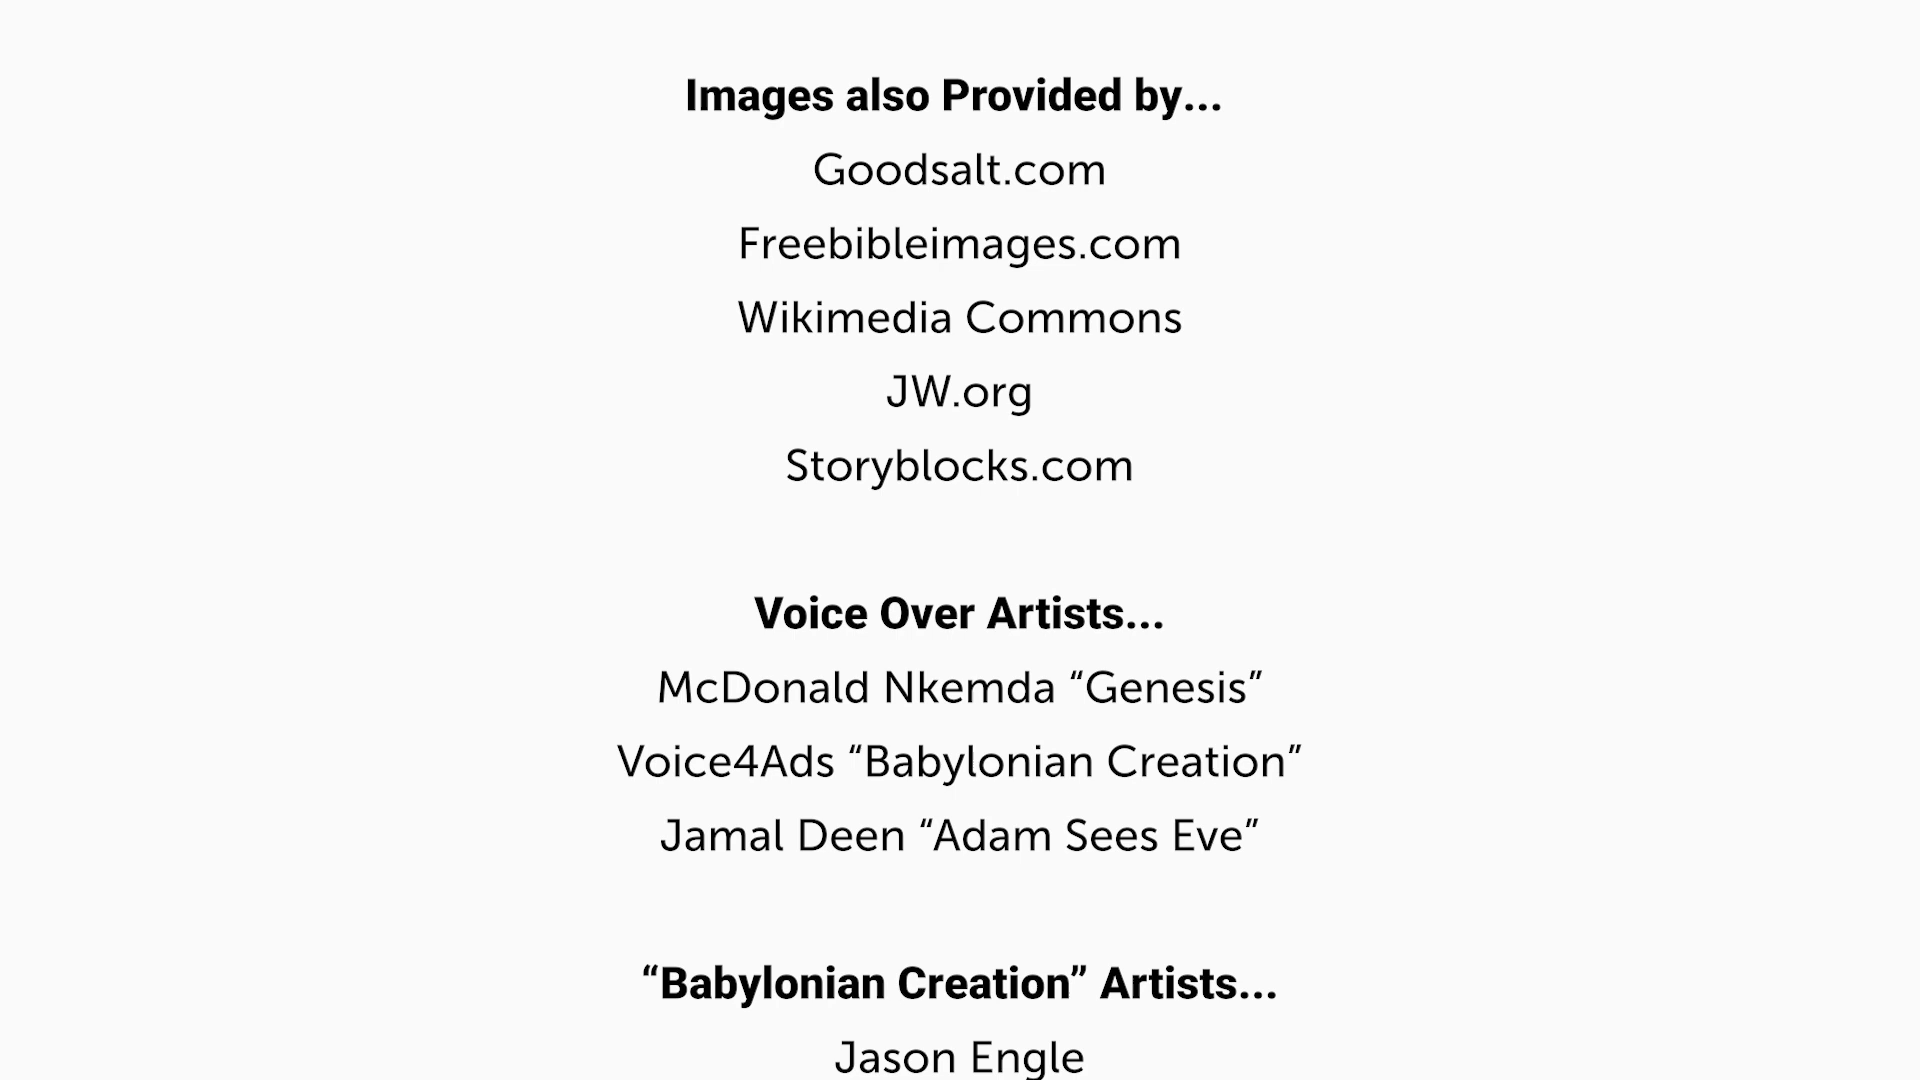 Images also Provided by...
Goodsalt.com
Freebibleimages.com
Wikimedia Commons
JW.org
Storyblocks.com
Voice Over Artists...
McDonald Nkemda “Genesis”
Voice4Ads “Babylonian Creation”
Jamal Deen “Adam Sees Eve”
“Babylonian Creation” Artists...
Jason Engle